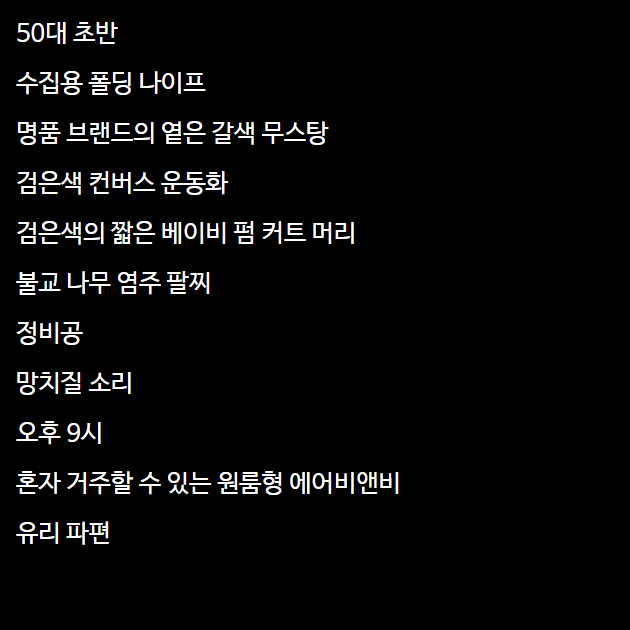 50대 초반
수집용 폴딩 나이프
명품 브랜드의 옅은 갈색 무스탕
검은색 컨버스 운동화
검은색의 짧은 베이비 펌 커트 머리
불교 나무 염주 팔찌
정비공
망치질 소리
오후 9시
혼자 거주할 수 있는 원룸형 에어비앤비
유리 파편